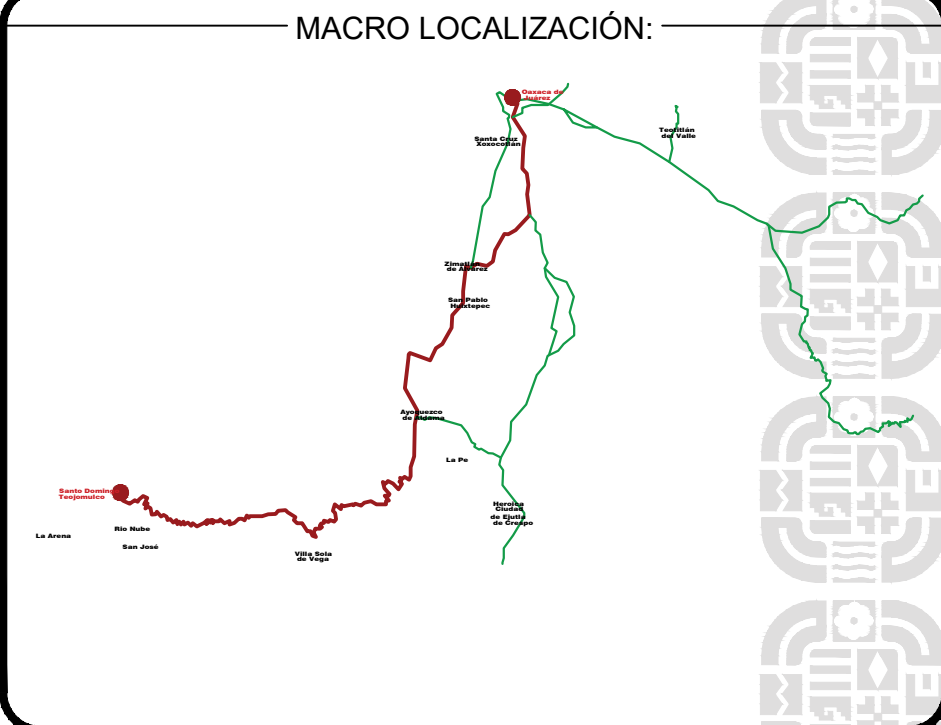 MACRO LOCALIZACIÓN:
Oaxaca de
Juárez
Santa Cruz
Xoxocotlán
Teotitlán
del Valle
Zimatlán
de Álvarez
San Pablo
Huixtepec
Ayoquezco
de Aldama
La Pe
Santo Domingo
Teojomulco
Heroica
Ciudad
de Ejutla
de Crespo
Rio Nube
La Arena
San José
Villa Sola
de Vega